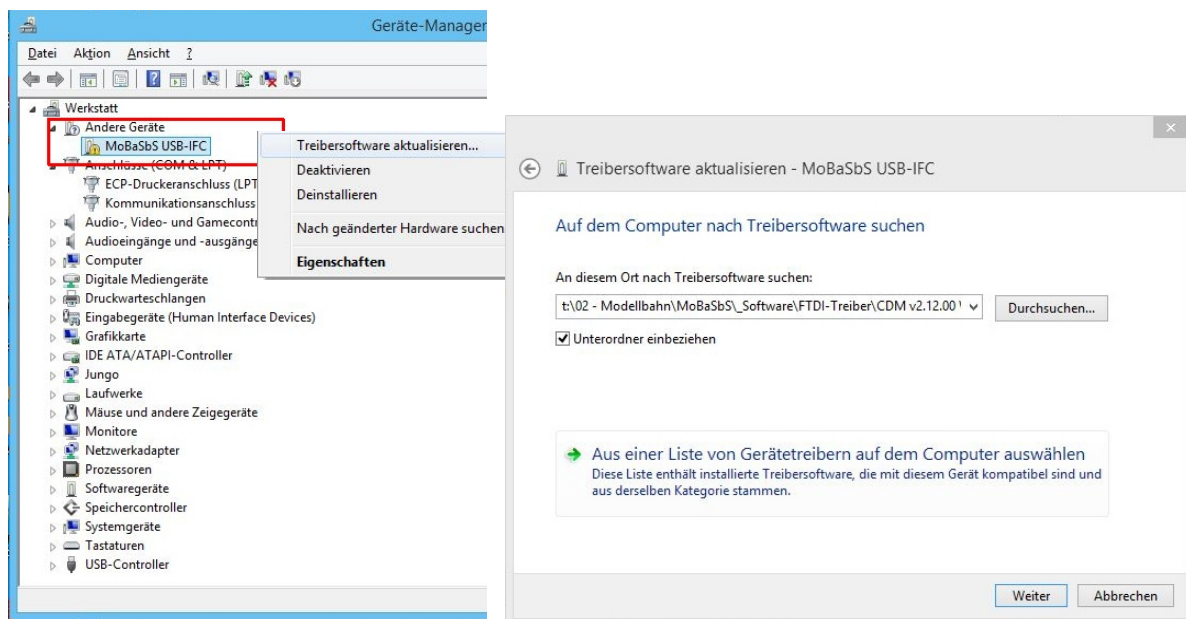 Geräte-Manager
Datei Aktion Ansicht ?
Werkstatt
Andere Geräte
MoBaSbS USB-IFC
Anschlüsse (COM & LPT)
ECP-Druckeranschluss (LPT
Kommunikationsanschluss
Audio-, Video- und Gamecont
Audioeingänge und -ausgänge
Computer
Digitale Mediengeräte
Druckwarteschlangen
Eingabegeräte (Human Interface Devices)
Grafikkarte
IDE ATA/ATAPI-Controller
Jungo
Laufwerke
Mäuse und andere Zeigegeräte
Monitore
Netzwerkadapter
Prozessoren
Softwaregeräte
Speichercontroller
Systemgeräte
Tastaturen
USB-Controller
Treibersoftware aktualisieren...
Deaktivieren
Deinstallieren
Nach geänderter Hardware suchen
Eigenschaften
Treibersoftware aktualisieren - MoBaSbS USB-IFC
Auf dem Computer nach Treibersoftware suchen
An diesem Ort nach Treibersoftware suchen:
t:\02 - Modellbahn\MoBaSbS\_Software\FTDI-Treiber\CDM v2.12.00
Durchsuchen...
Unterordner einbeziehen
Aus einer Liste von Gerätetreibern auf dem Computer auswählen
Diese Liste enthält installierte Treibersoftware, die mit diesem Gerät kompatibel sind und
aus derselben Kategorie stammen.
Weiter Abbrechen